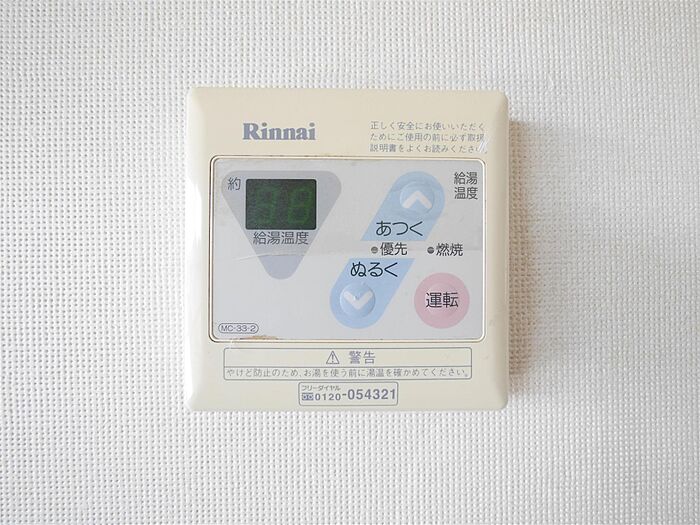 Rinnai
正しく安全にお使いいただく
ためにご使用の前に必ず取扱
説明書をよくお読みください。
約
給湯温度
給湯
温度
あつく
優先
燃焼
ぬるく
運転
MC-33-2
警告
やけど防止のため、お湯を使う前に湯温を確かめてください。
フリーダイヤル
0120-054321